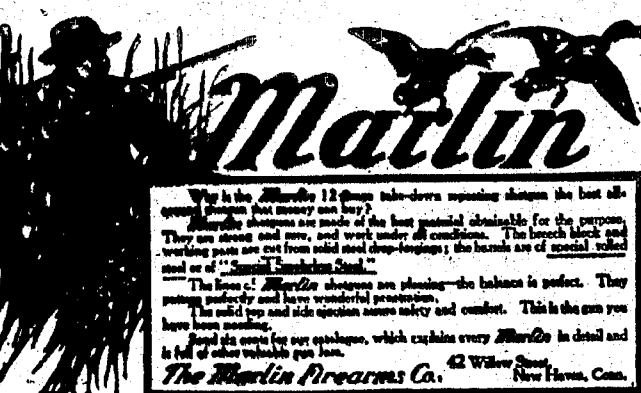 Marlin
Why is the Marlin 12 Gauge take-down repeating shotgun the best all-
around shotgun that money can buy?
Marlin shotguns are made of the best material obtainable for the purpose.
They are strong and sure, and work under all conditions. The breech block and
working parts are cut from solid steel drop-forgings; the barrels are of special rolled
steel or of "Special Smokeless Steel."
The lines of Marlin shotguns are pleasing—the balance is perfect. They
pattern perfectly and have wonderful penetration.
The solid top and side ejection assure safety and comfort. This is the gun you
have been needing.
Send six cents for our catalogue, which explains every Marlin in detail and
is full of other valuable gun lore.
The Marlin Firearms Co., 42 Willow Street,
New Haven, Conn.